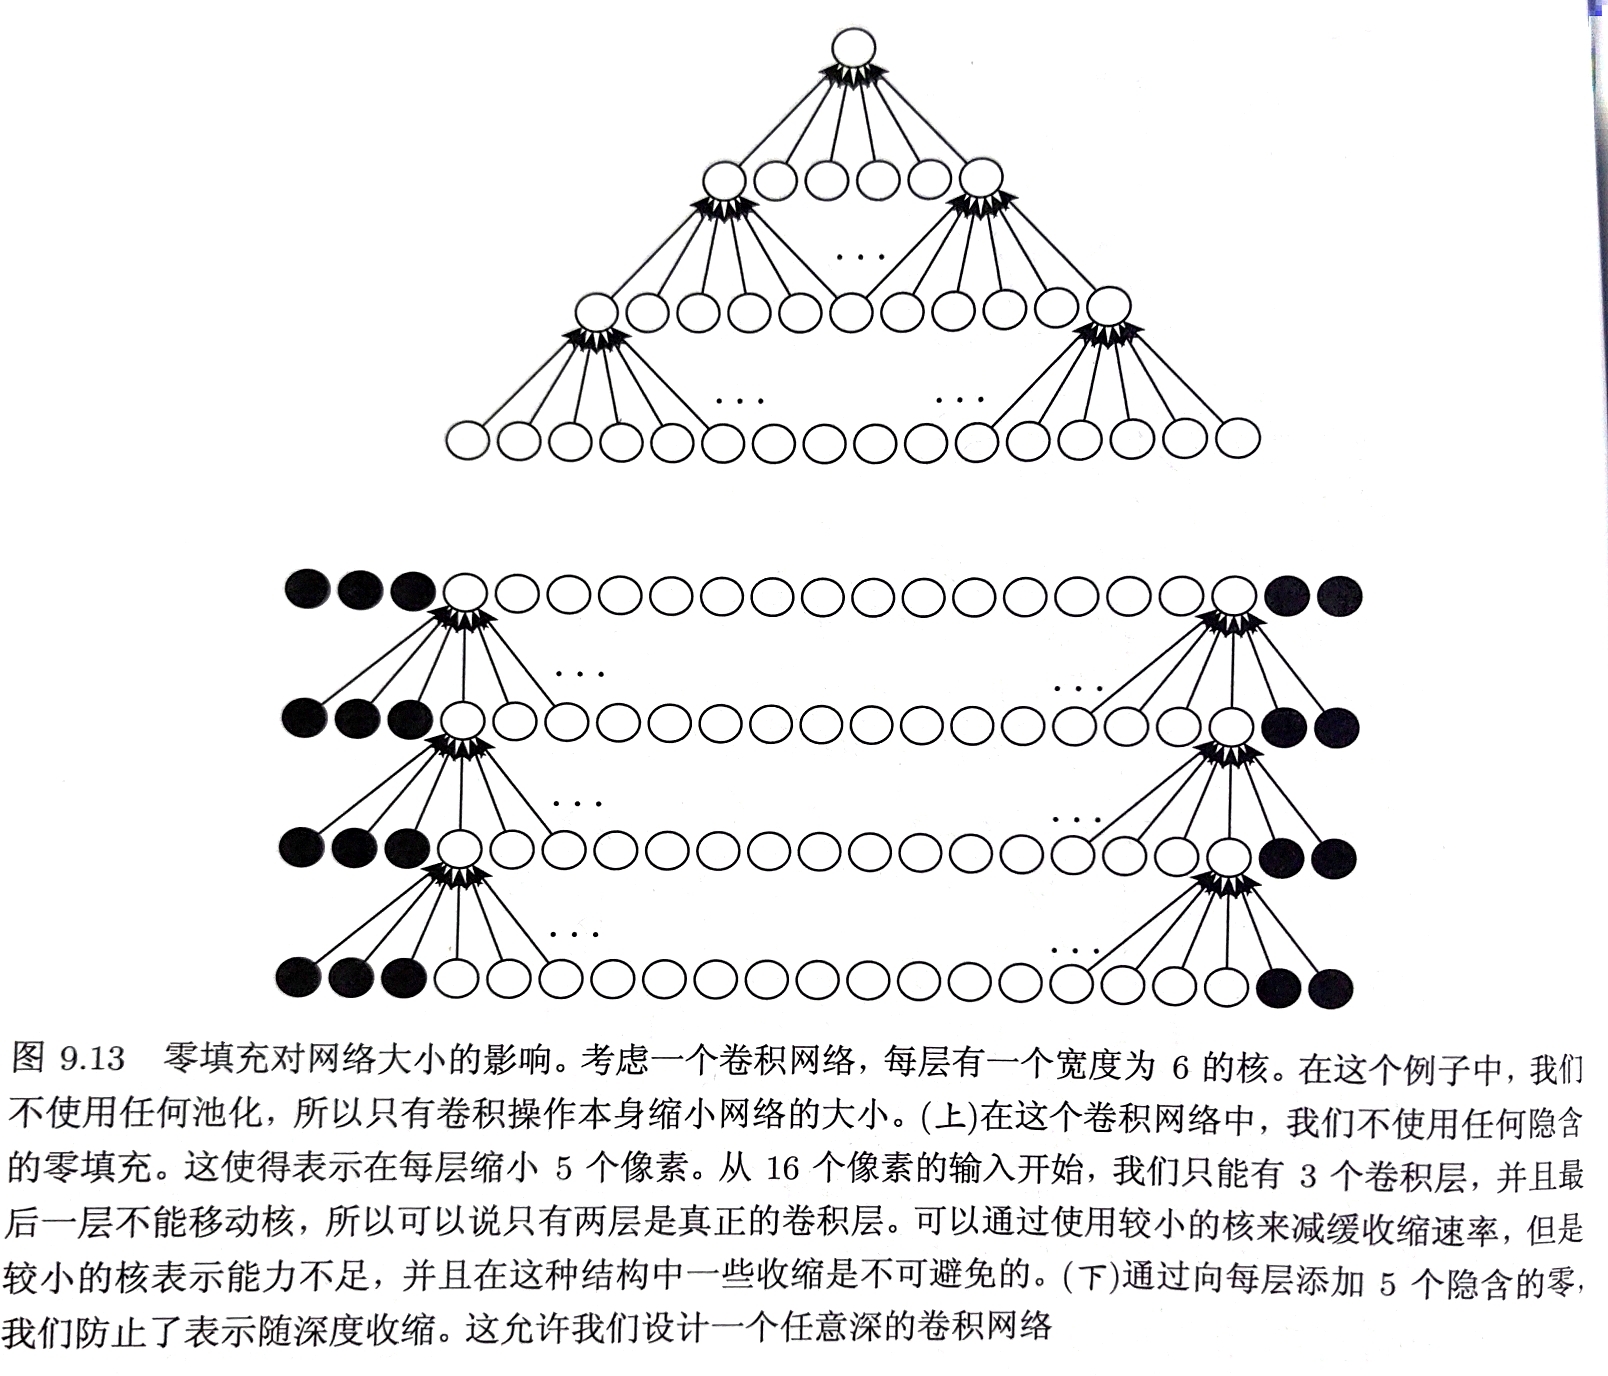 ...
... ...
...
...
...
...
...
...
图 9.13 零填充对网络大小的影响。考虑一个卷积网络，每层有一个宽度为 6 的核。在这个例子中，我们
不使用任何池化，所以只有卷积操作本身缩小网络的大小。(上)在这个卷积网络中，我们不使用任何隐含
的零填充。这使得表示在每层缩小 5 个像素。从 16 个像素的输入开始，我们只能有 3 个卷积层，并且最
后一层不能移动核，所以可以说只有两层是真正的卷积层。可以通过使用较小的核来减缓收缩速率，但是
较小的核表示能力不足，并且在这种结构中一些收缩是不可避免的。(下)通过向每层添加 5 个隐含的零，
我们防止了表示随深度收缩。这允许我们设计一个任意深的卷积网络